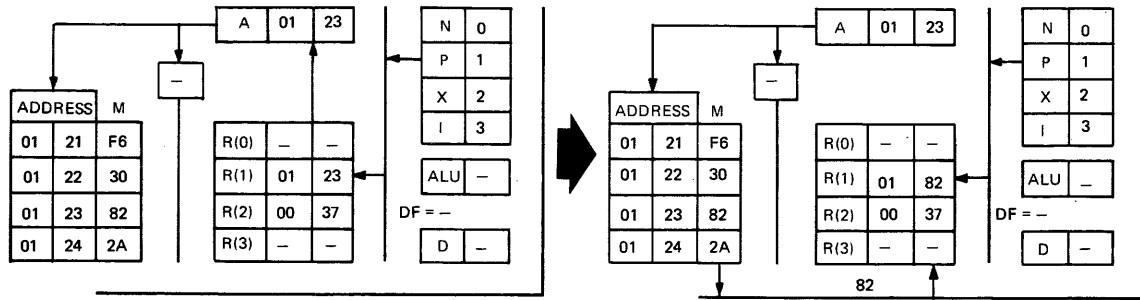 A 01 23
N 0
P 1
X 2
I 3
–
ADDRESS M
01 21 F6
01 22 30
01 23 82
01 24 2A
R(0) – –
R(1) 01 23
R(2) 00 37
R(3) – –
ALU –
DF = –
D –
A 01 23
N 0
P 1
X 2
I 3
–
ADDRESS M
01 21 F6
01 22 30
01 23 82
01 24 2A
R(0) – –
R(1) 01 82
R(2) 00 37
R(3) – –
ALU –
DF = –
D –
82